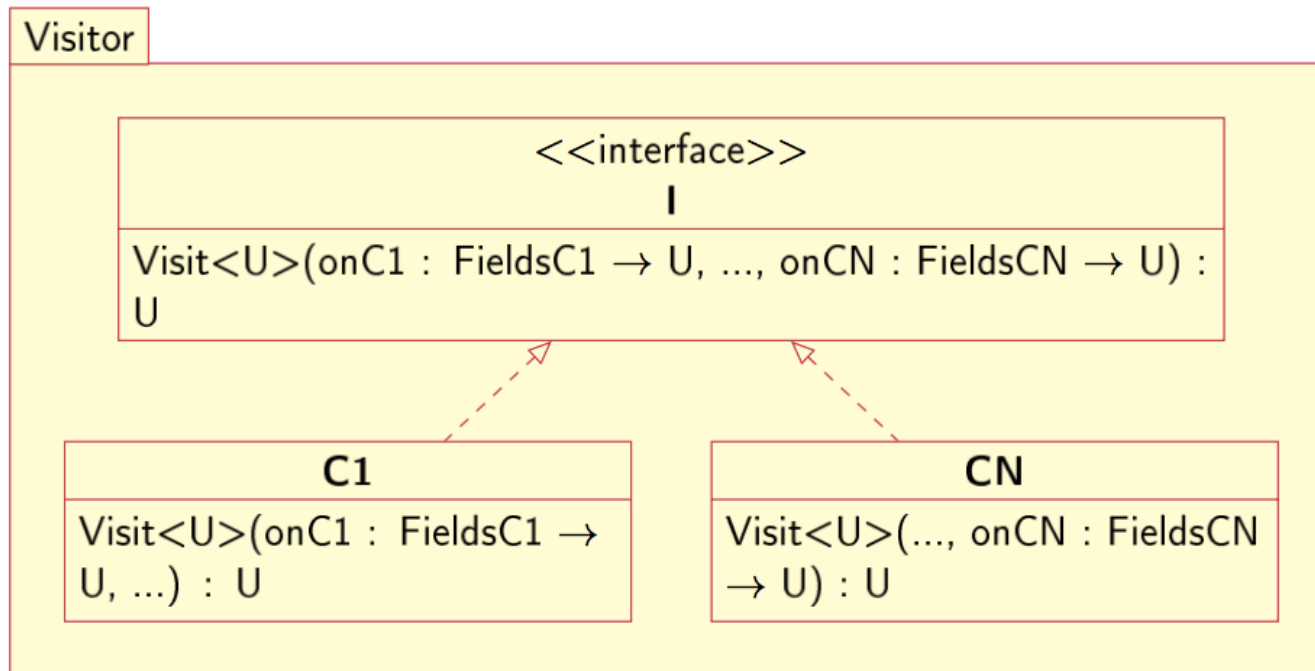 Visitor
<<interface>>
I
Visit<U>(onC1 : FieldsC1 → U, ..., onCN : FieldsCN → U) :
U
C1
Visit<U>(onC1 : FieldsC1 →
U, ...) : U
CN
Visit<U>(..., onCN : FieldsCN
→ U) : U